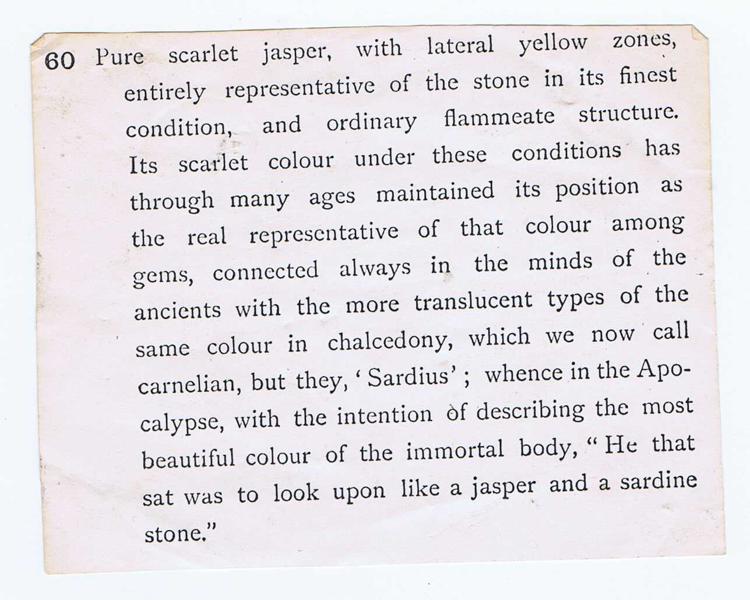 60 Pure scarlet jasper, with lateral yellow zones,
entirely representative of the stone in its finest
condition, and ordinary flammeate structure.
Its scarlet colour under these conditions has
through many ages maintained its position as
the real representative of that colour among
gems, connected always in the minds of the
ancients with the more translucent types of the
same colour in chalcedony, which we now call
carnelian, but they, ‘ Sardius ’ ; whence in the Apo-
calypse, with the intention of describing the most
beautiful colour of the immortal body, “ He that
sat was to look upon like a jasper and a sardine
stone.”